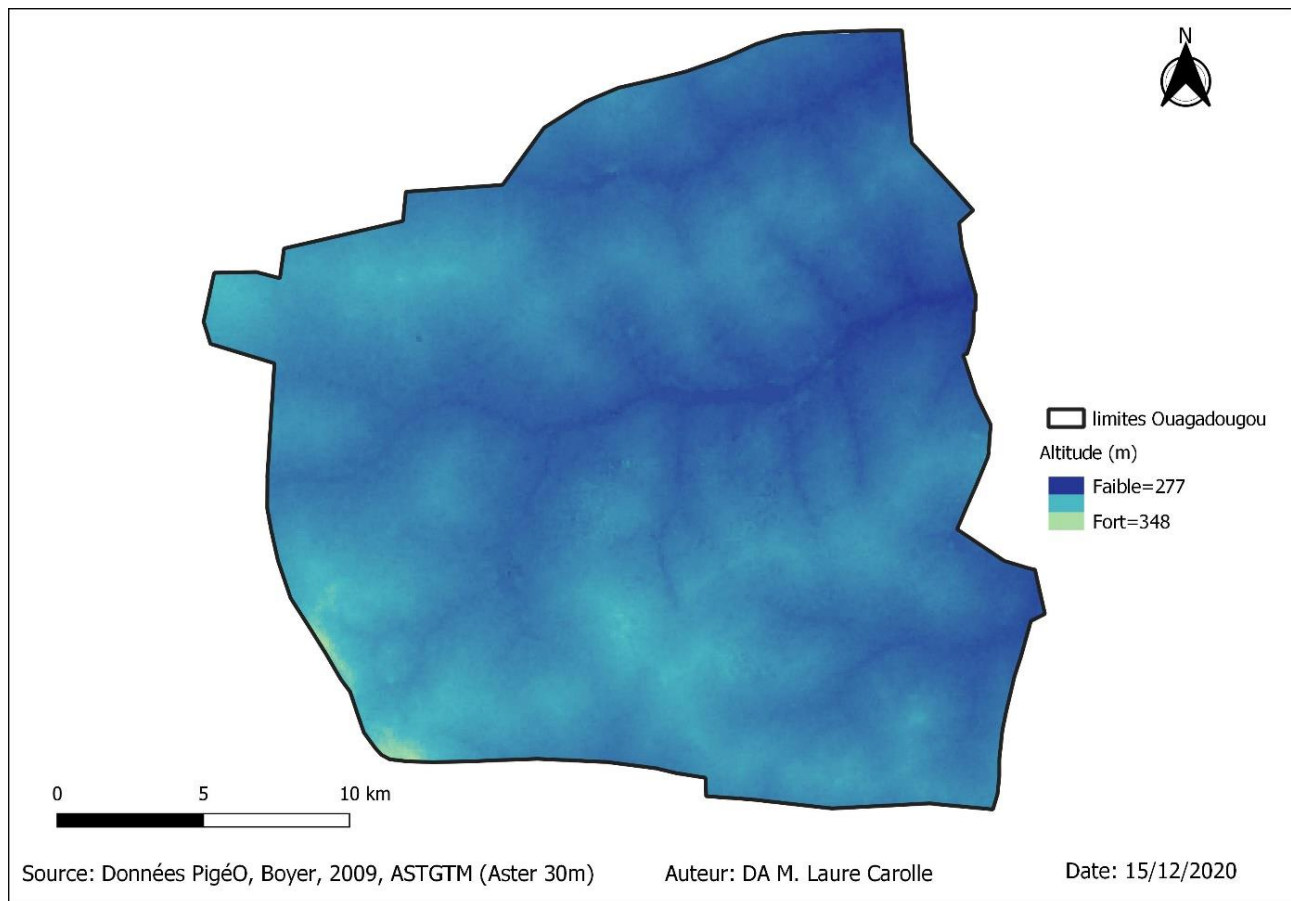 N
limites Ouagadougou
Altitude (m)
Faible=277
Fort=348
0 5 10 km
Source: Données PigéO, Boyer, 2009, ASTGTM (Aster 30m) Auteur: DA M. Laure Carolle Date: 15/12/2020